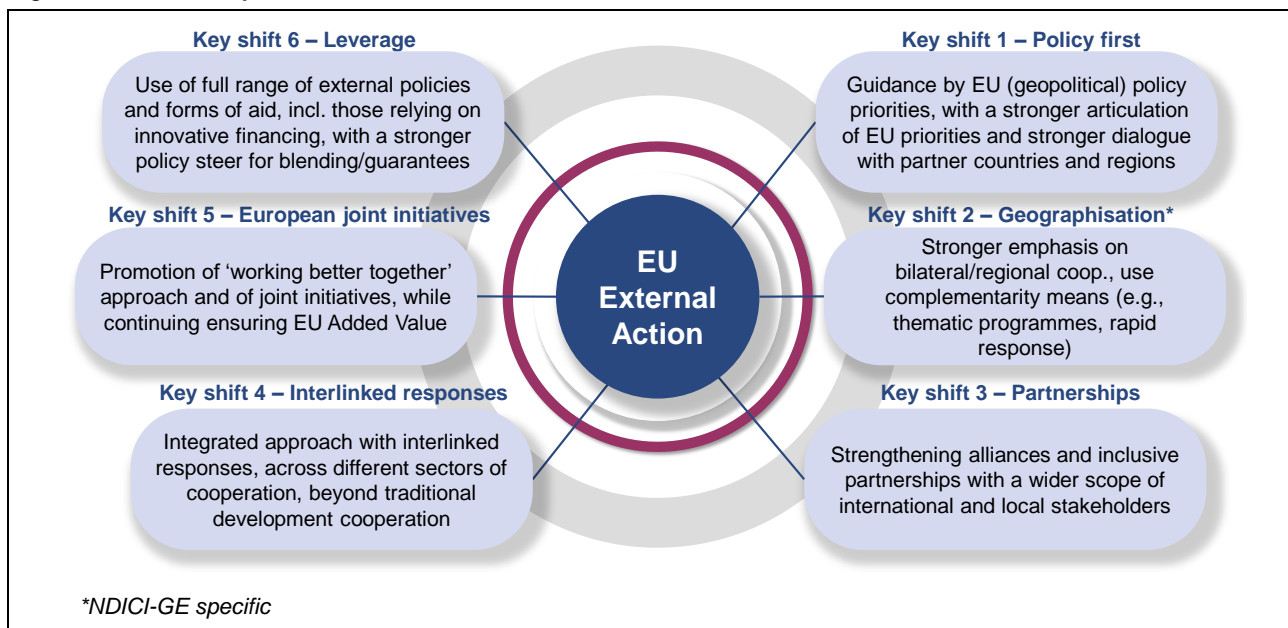 Key shift 6 – Leverage
Use of full range of external policies
and forms of aid, incl. those relying on
innovative financing, with a stronger
policy steer for blending/guarantees
Key shift 1 – Policy first
Guidance by EU (geopolitical) policy
priorities, with a stronger articulation
of EU priorities and stronger dialogue
with partner countries and regions
Key shift 5 – European joint initiatives
Promotion of ‘working better together’
approach and of joint initiatives, while
continuing ensuring EU Added Value
EU
External
Action
Key shift 2 – Geographisation*
Stronger emphasis on
bilateral/regional coop., use
complementarity means (e.g.,
thematic programmes, rapid
response)
Key shift 4 – Interlinked responses
Integrated approach with interlinked
responses, across different sectors of
cooperation, beyond traditional
development cooperation
Key shift 3 – Partnerships
Strengthening alliances and inclusive
partnerships with a wider scope of
international and local stakeholders
*NDICI-GE specific